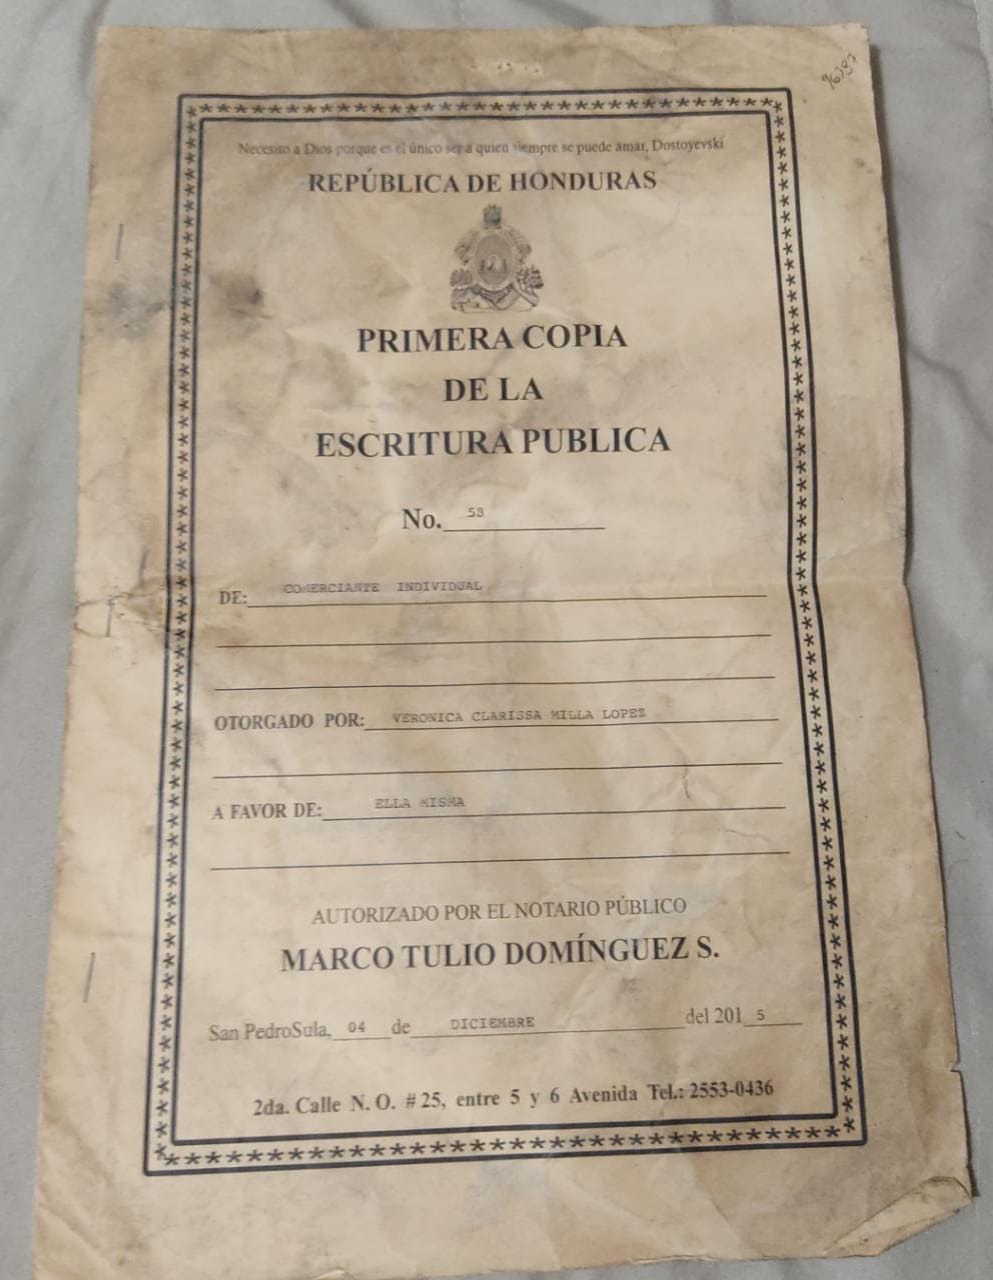 Necesito a Dios porque es el único ser a quien siempre se puede amar, Dostoyevski
REPÚBLICA DE HONDURAS
PRIMERA COPIA
DE LA
ESCRITURA PUBLICA
No. 53
DE: COMERCIANTE INDIVIDUAL
OTORGADO POR: VERONICA CLARISSA MILLA LOPEZ
A FAVOR DE: ELLA MISMA
AUTORIZADO POR EL NOTARIO PÚBLICO
MARCO TULIO DOMÍNGUEZ S.
San PedroSula, 04 de DICIEMBRE del 2015
2da. Calle N. O. # 25, entre 5 y 6 Avenida Tel.: 2553-0436